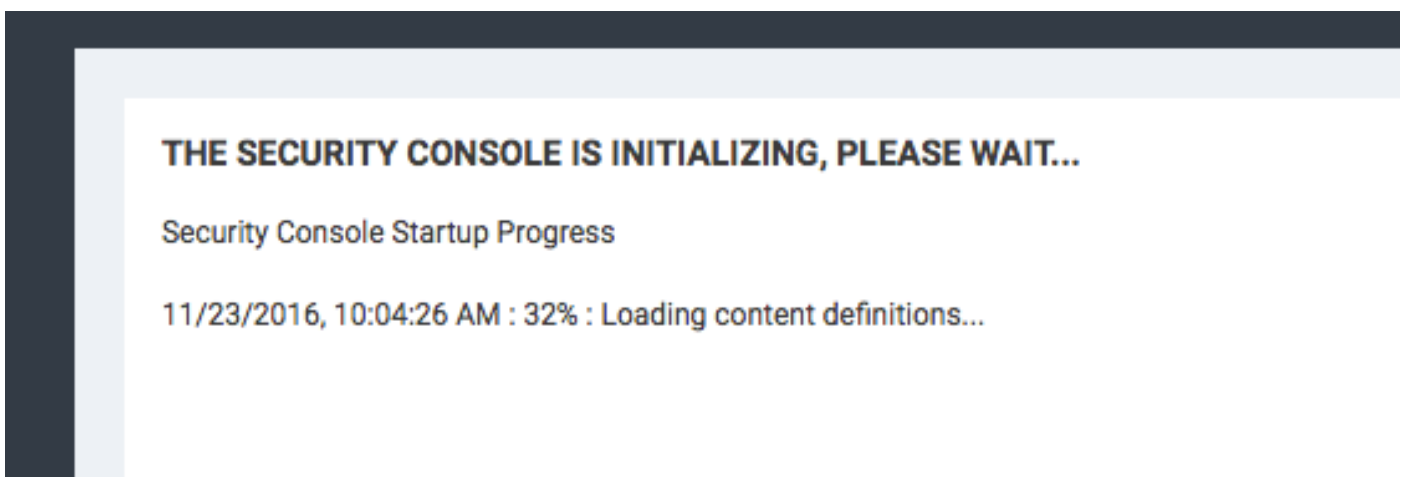 THE SECURITY CONSOLE IS INITIALIZING, PLEASE WAIT...
Security Console Startup Progress
11/23/2016, 10:04:26 AM : 32% : Loading content definitions...